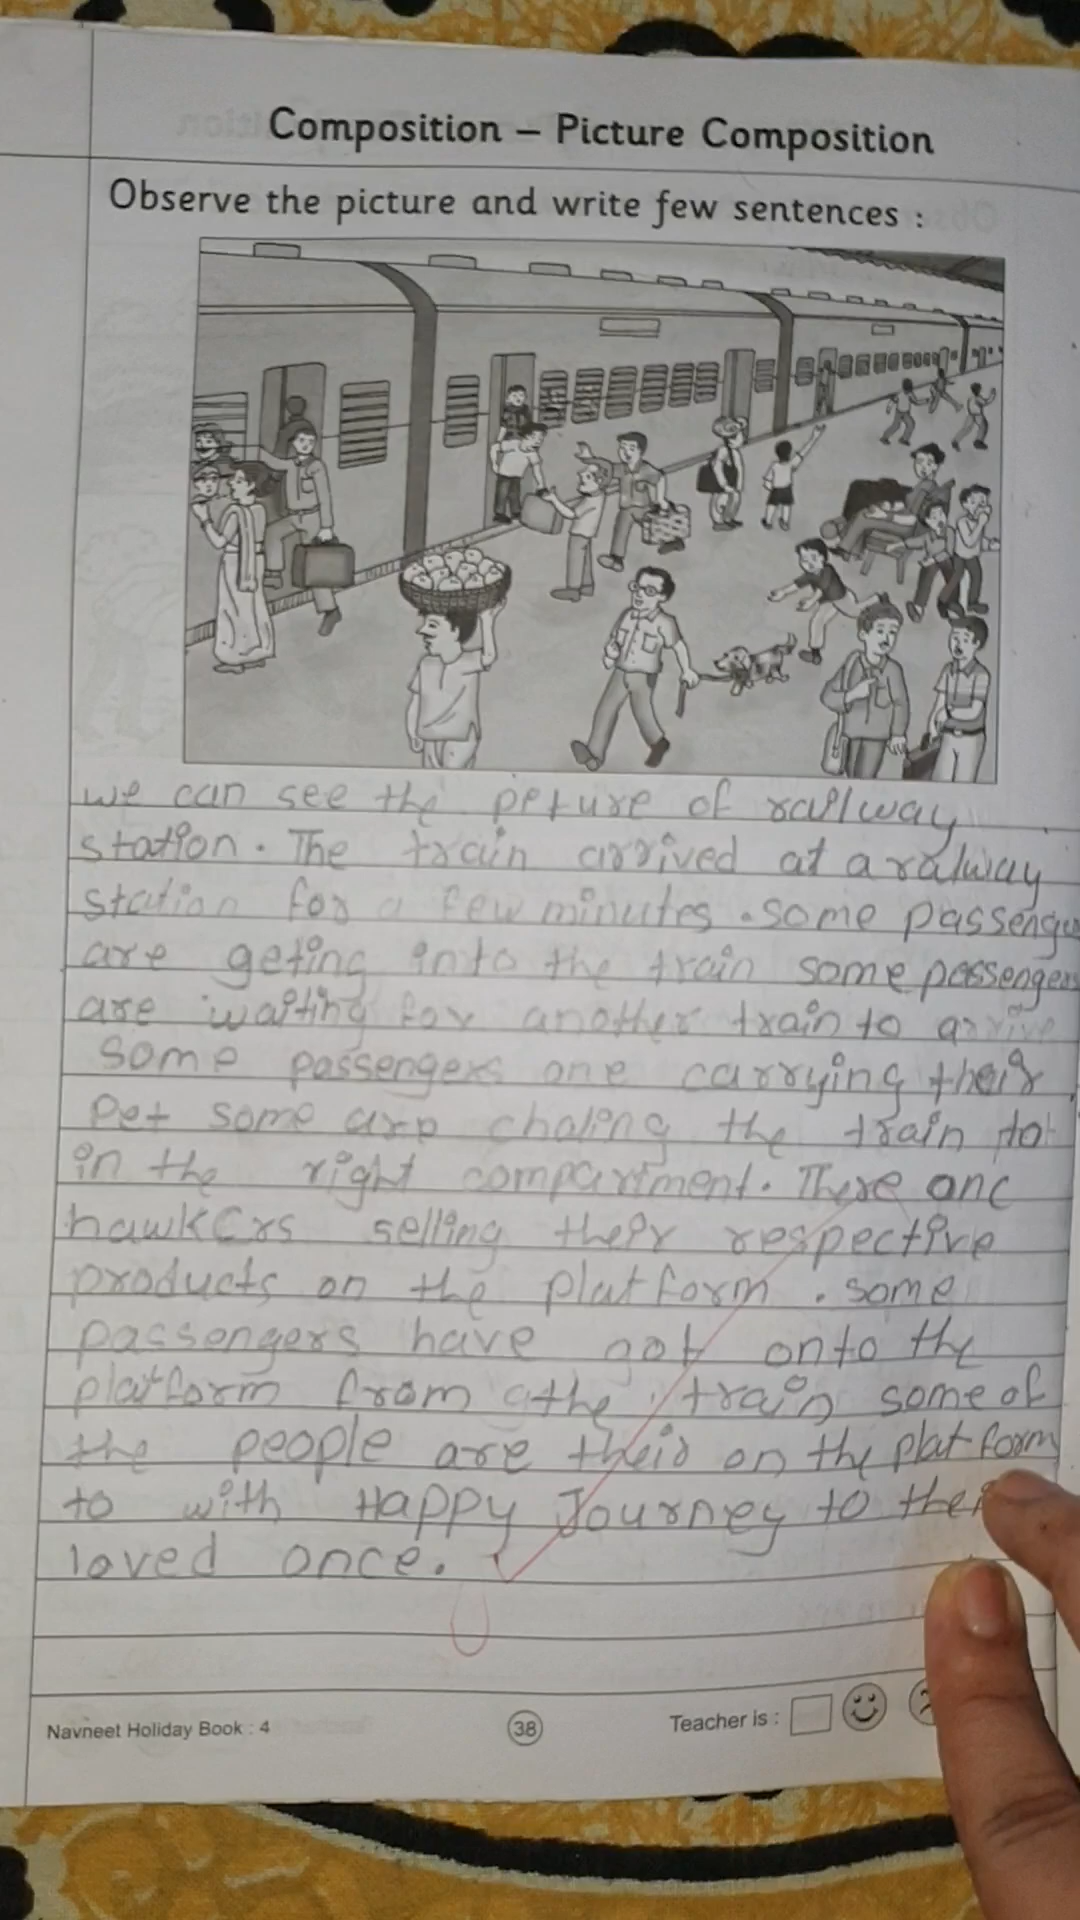 Composition – Picture Composition
Observe the picture and write few sentences :
we can see the peture of railway
station. The train arrived at a ralway
station for a few minutes. some passenge
are geting into the train some passengers
are waiting for another train to arrive
some passengers one carrying their
Pet some are chaling the train to
in the right compartment. There anc
hawkers selling their respective
products on the platform. some
passengers have got onto the
platform from the train some of
the people are their on the platform
to with Happy Journey to their
loved once.
Navneet Holiday Book : 4
38
Teacher is :